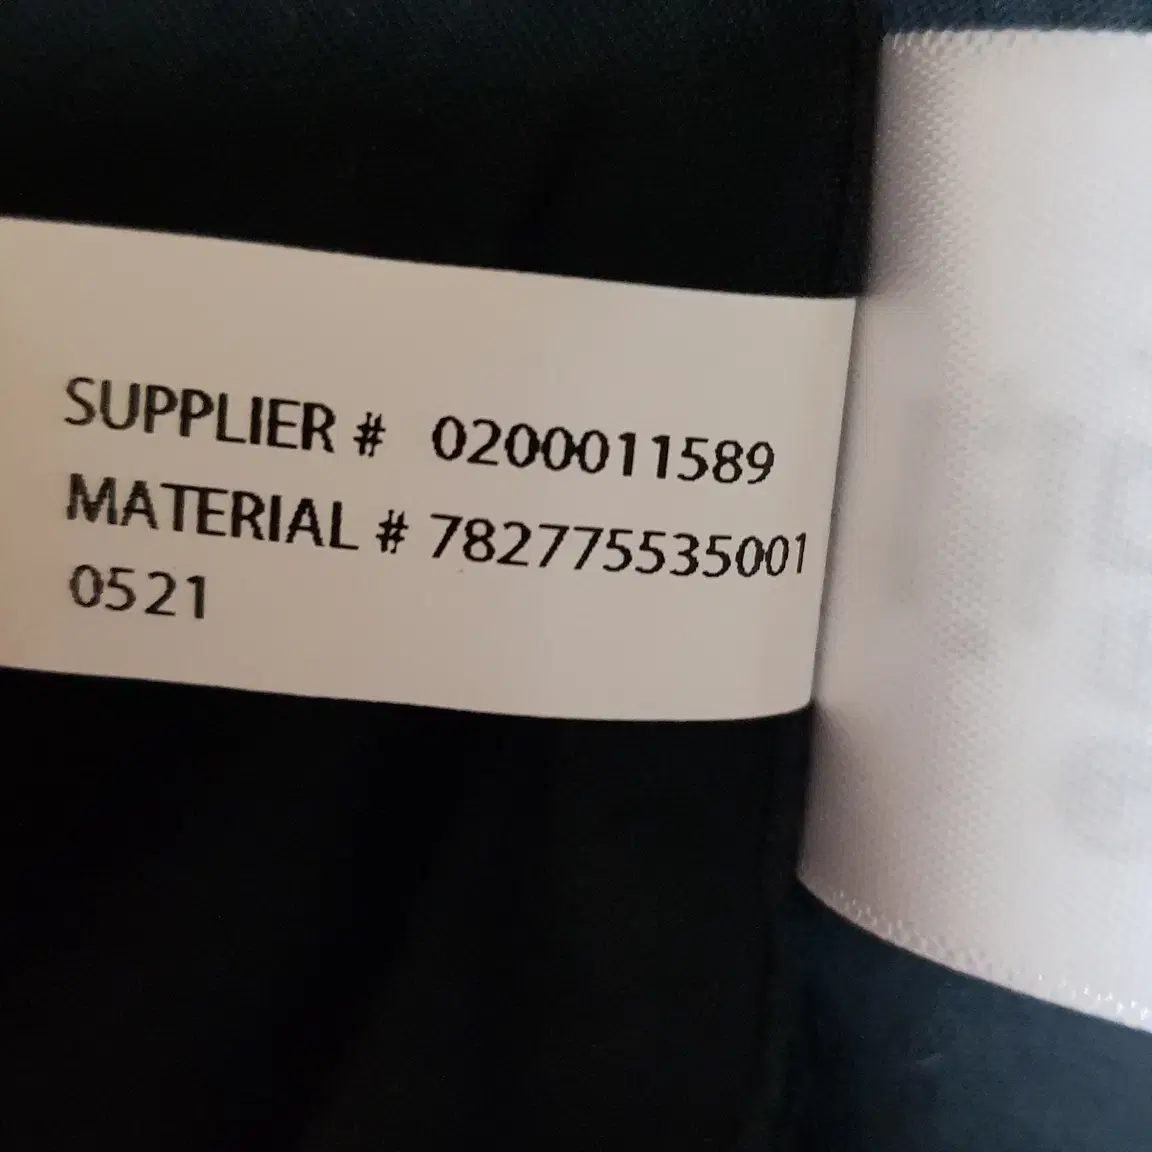 SUPPLIER # 0200011589
MATERIAL # 782775535001
0521